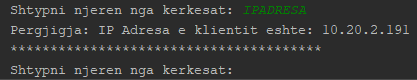 Shtypni njeren nga kerkesat: IPADRESA
Pergjigja: IP Adresa e klientit eshte: 10.20.2.191
***************************************
Shtypni njeren nga kerkesat: